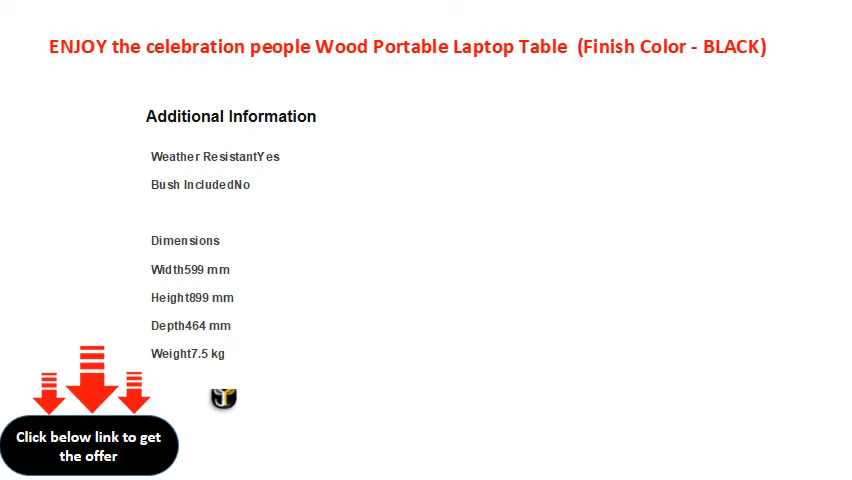 ENJOY the celebration people Wood Portable Laptop Table (Finish Color - BLACK)
Additional Information
Weather ResistantYes
Bush IncludedNo
Dimensions
Width599 mm
Height899 mm
Depth464 mm
Weight7.5 kg
Click below link to get
the offer